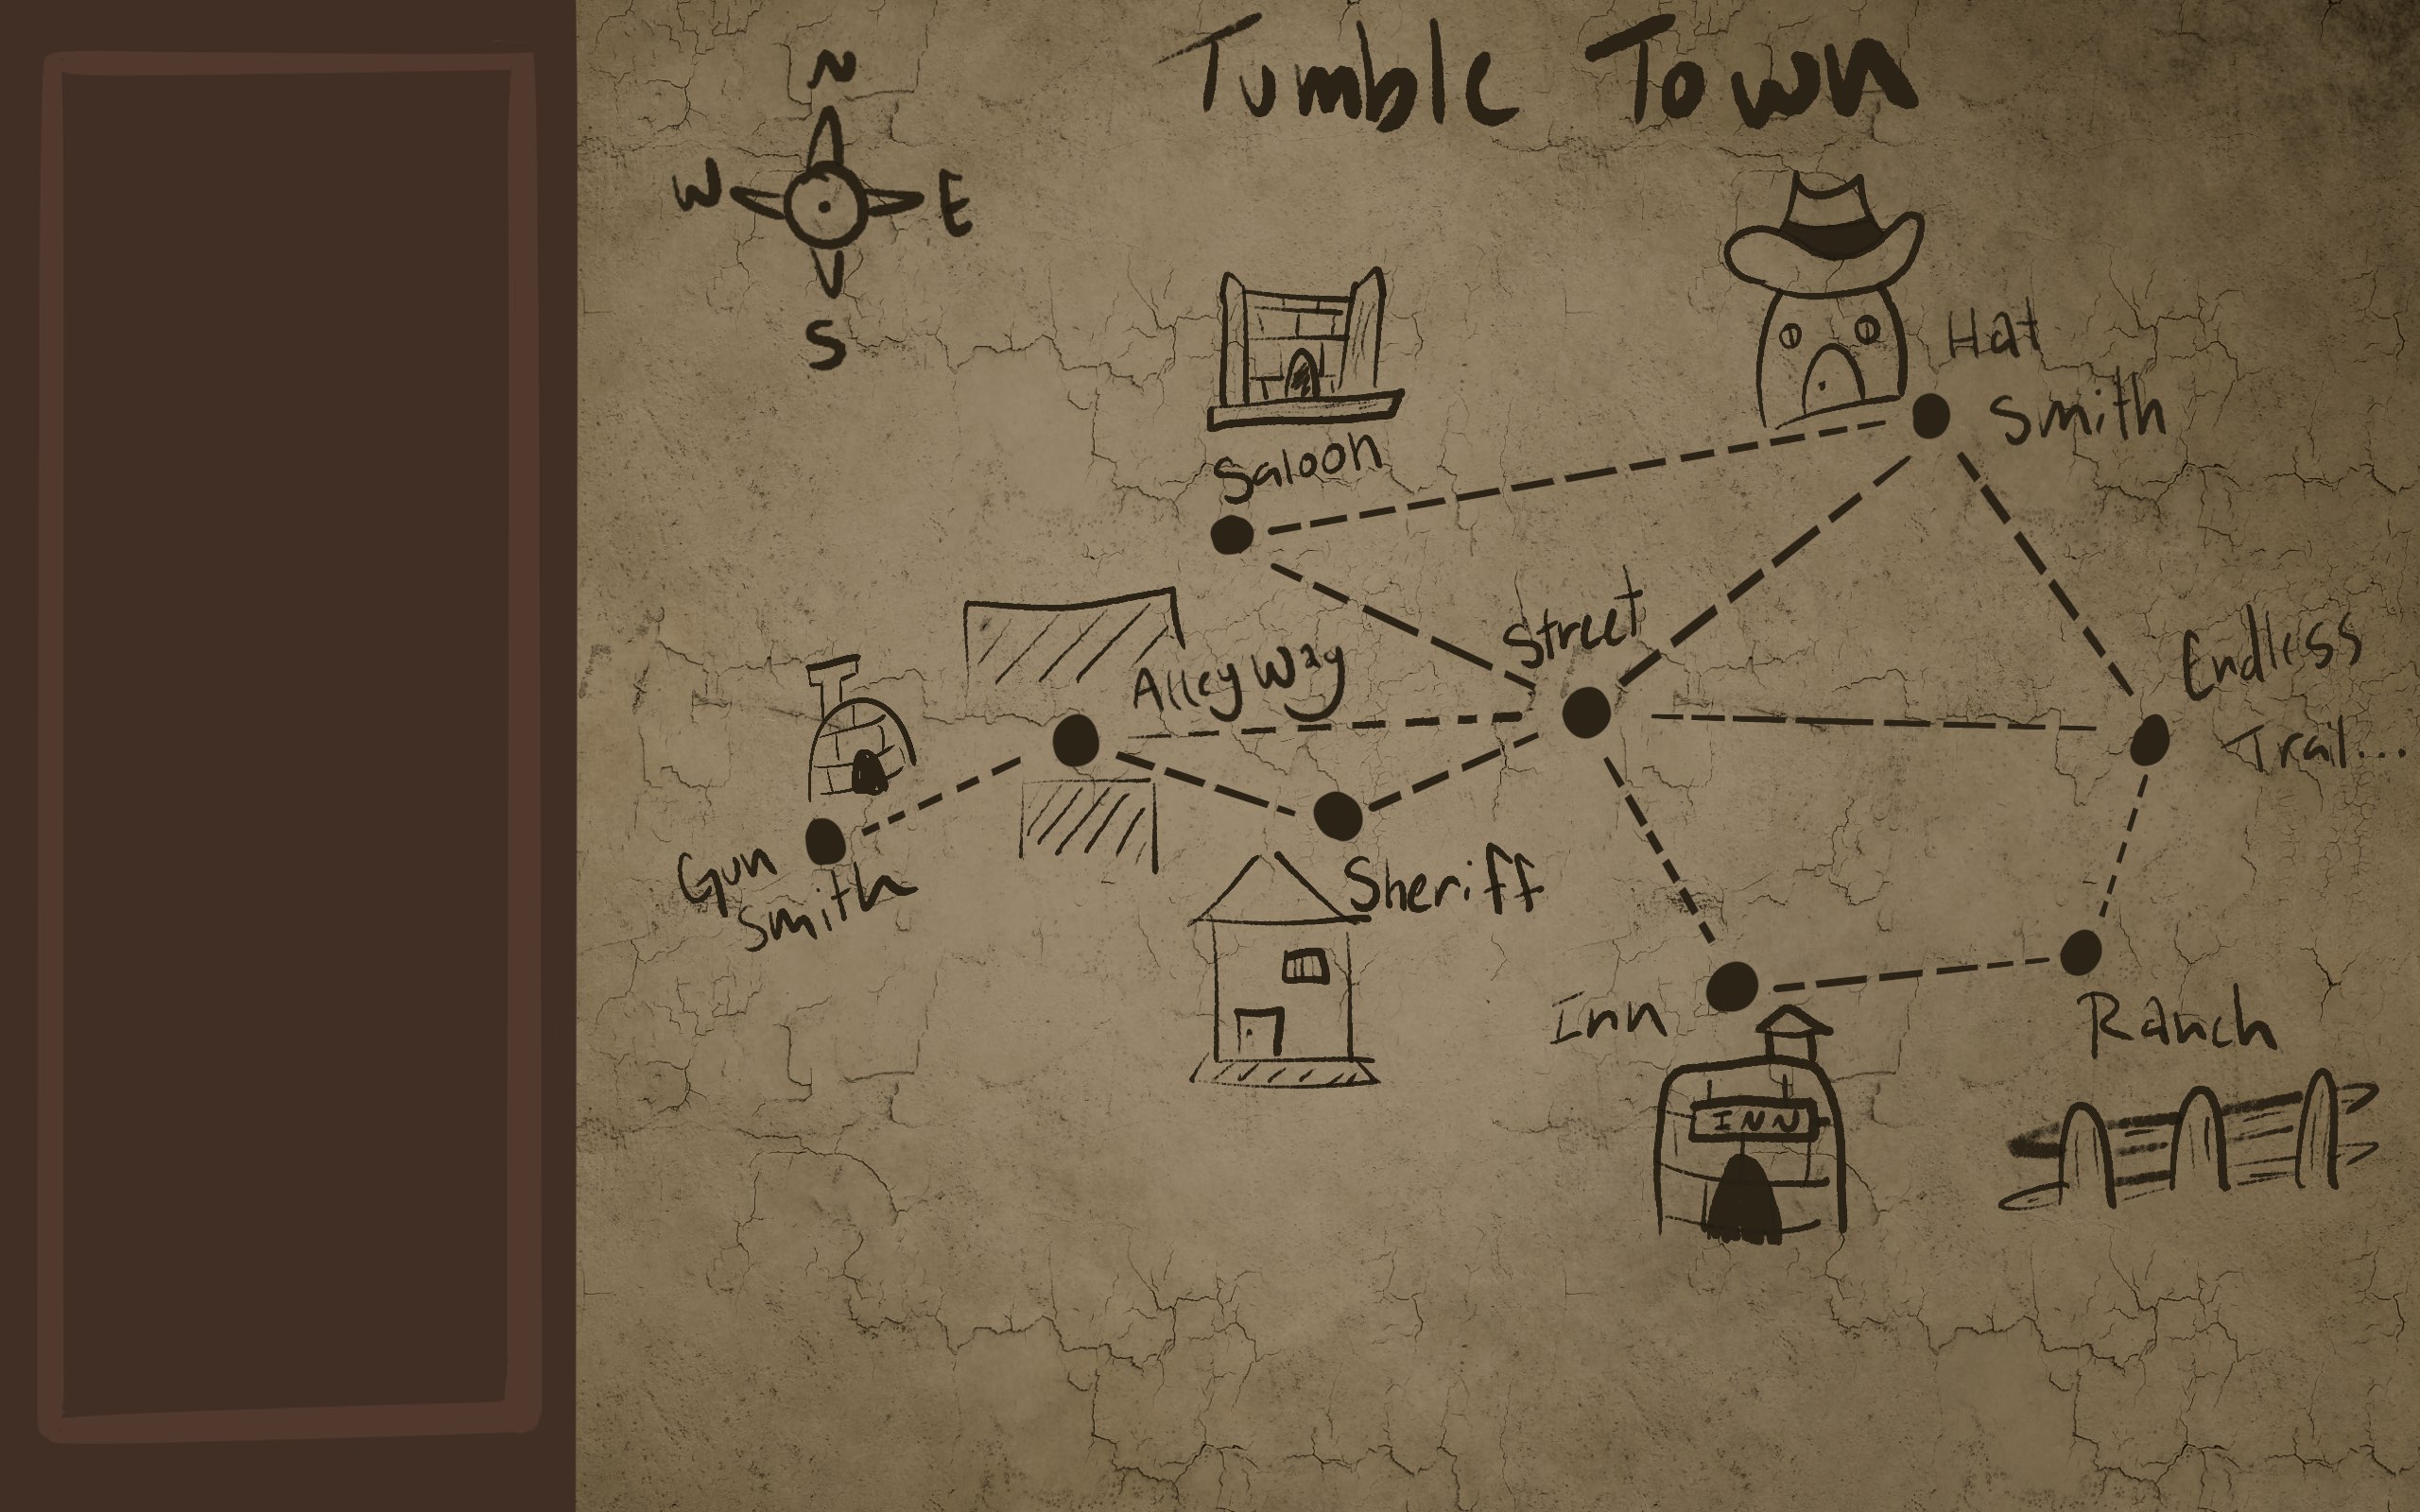 Tumble Town
N
W E
S
Hat
Smith
Saloon
Street
Endless
Trail...
Alley Way
Gun
Smith
Sheriff
Inn
Ranch
INN